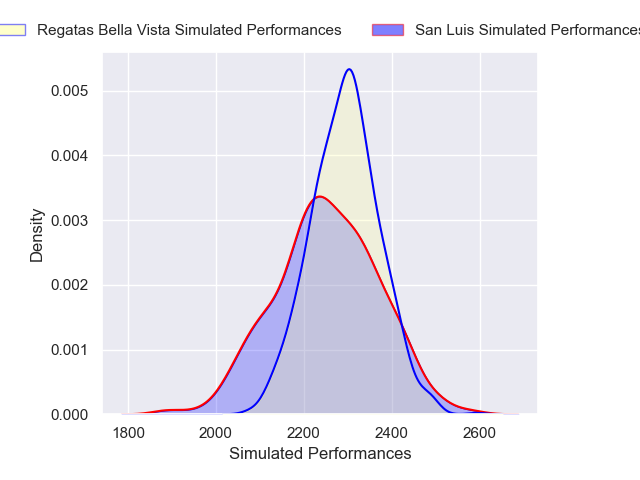 Regatas Bella Vista Simulated Performances
San Luis Simulated Performances
0.005
0.004
0.003
0.002
0.001
0.000
Density
1800 2000 2200 2400 2600
Simulated Performances